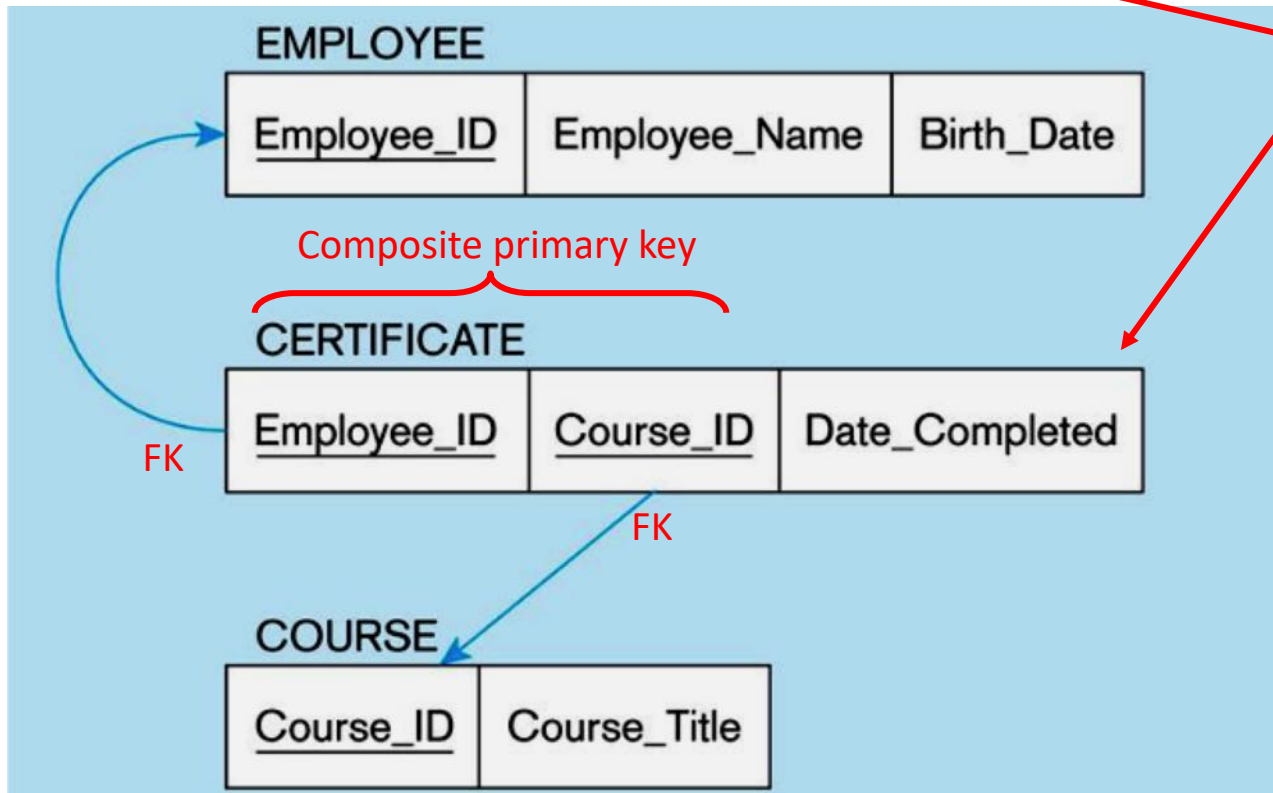 EMPLOYEE
Employee_ID Employee_Name Birth_Date
Composite primary key
CERTIFICATE
Employee_ID Course_ID Date_Completed
FK
FK
COURSE
Course_ID Course_Title